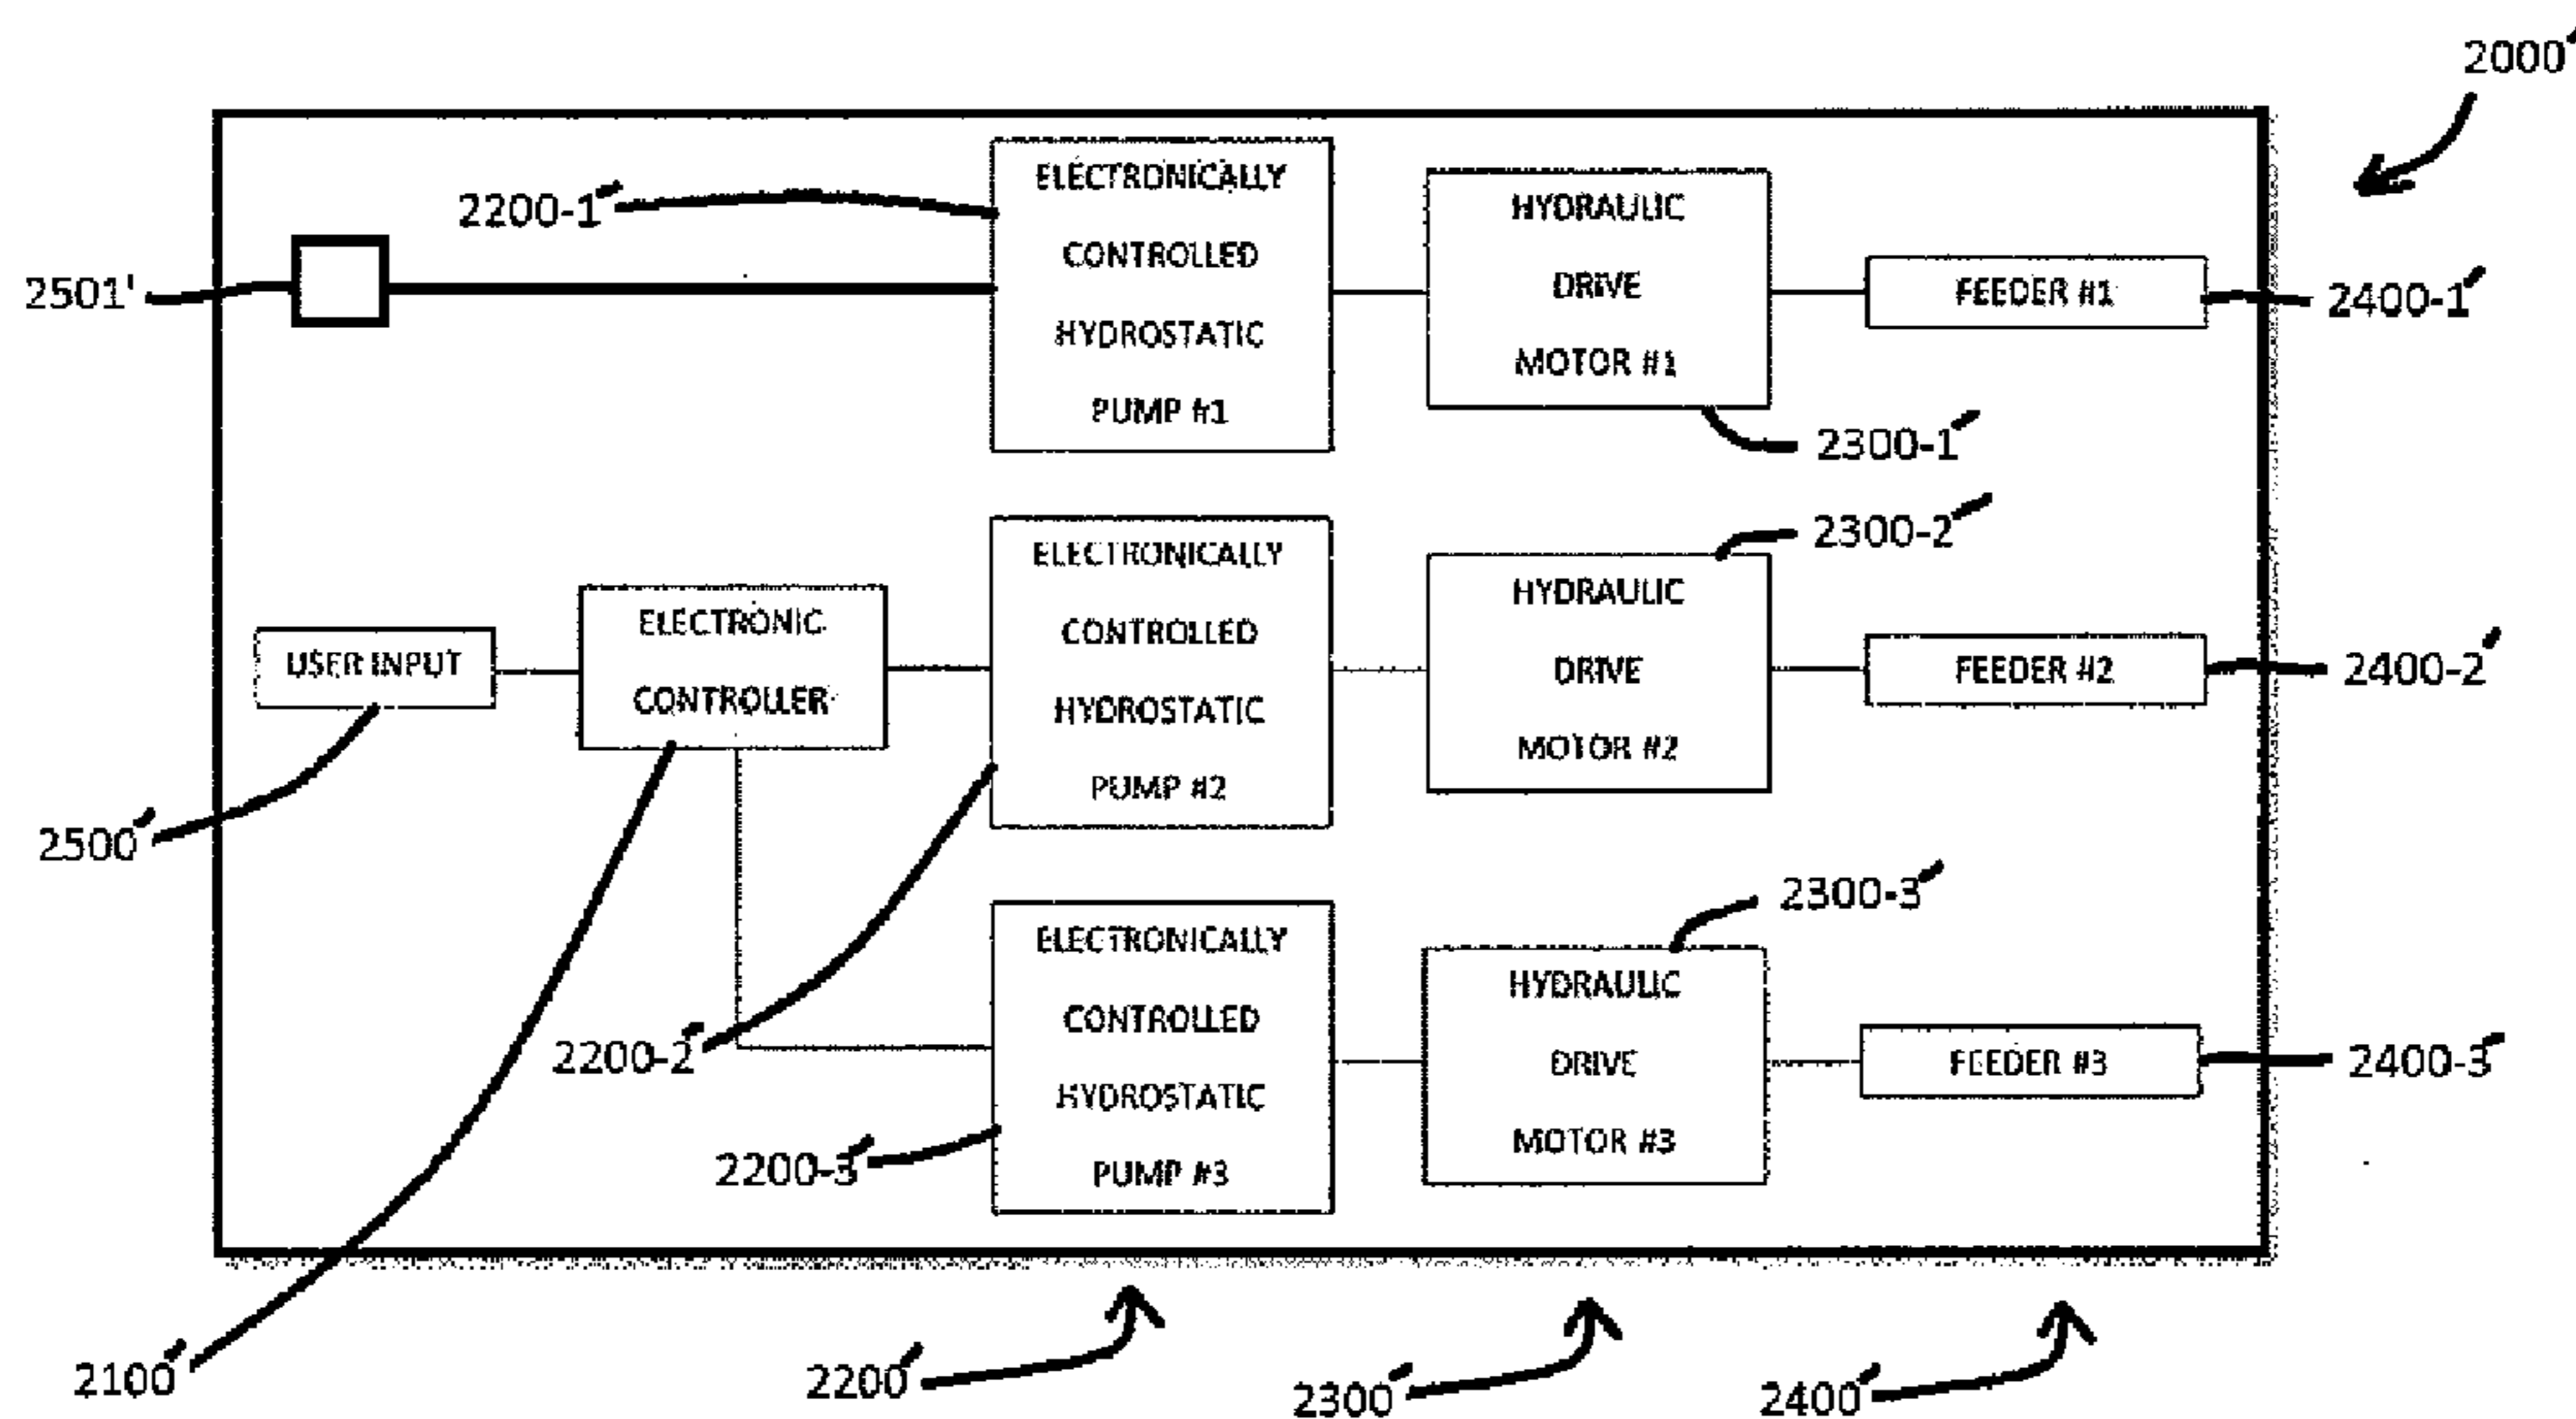 2000'
ELECTRONICALLY
CONTROLLED
HYDROSTATIC
PUMP #1
2200-1'
HYDRAULIC
DRIVE
MOTOR #1
2501'
FEEDER #1
2400-1'
2300-1'
2300-2'
ELECTRONICALLY
CONTROLLED
HYDROSTATIC
PUMP #2
HYDRAULIC
DRIVE
MOTOR #2
USER INPUT
ELECTRONIC
CONTROLLER
FEEDER #2
2400-2'
2500'
2300-3'
ELECTRONICALLY
CONTROLLED
HYDROSTATIC
PUMP #3
HYDRAULIC
DRIVE
MOTOR #3
2200-2'
FEEDER #3
2400-3'
2200-3'
2100'
2200'
2300'
2400'